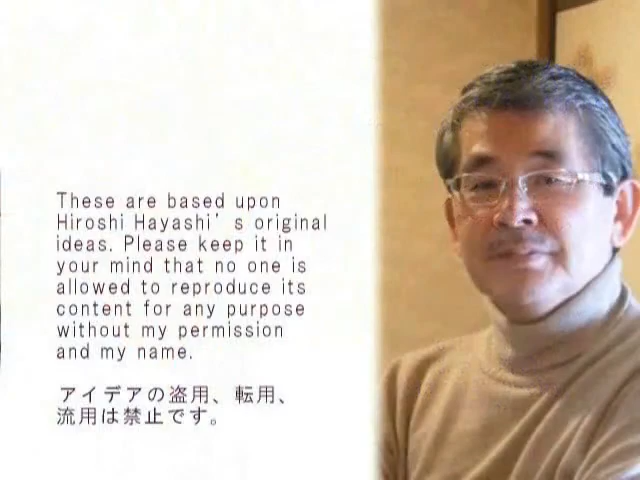 These are based upon
Hiroshi Hayashi's original
ideas. Please keep it in
your mind that no one is
allowed to reproduce its
content for any purpose
without my permission
and my name.
アイデアの盗用、転用、
流用は禁止です。